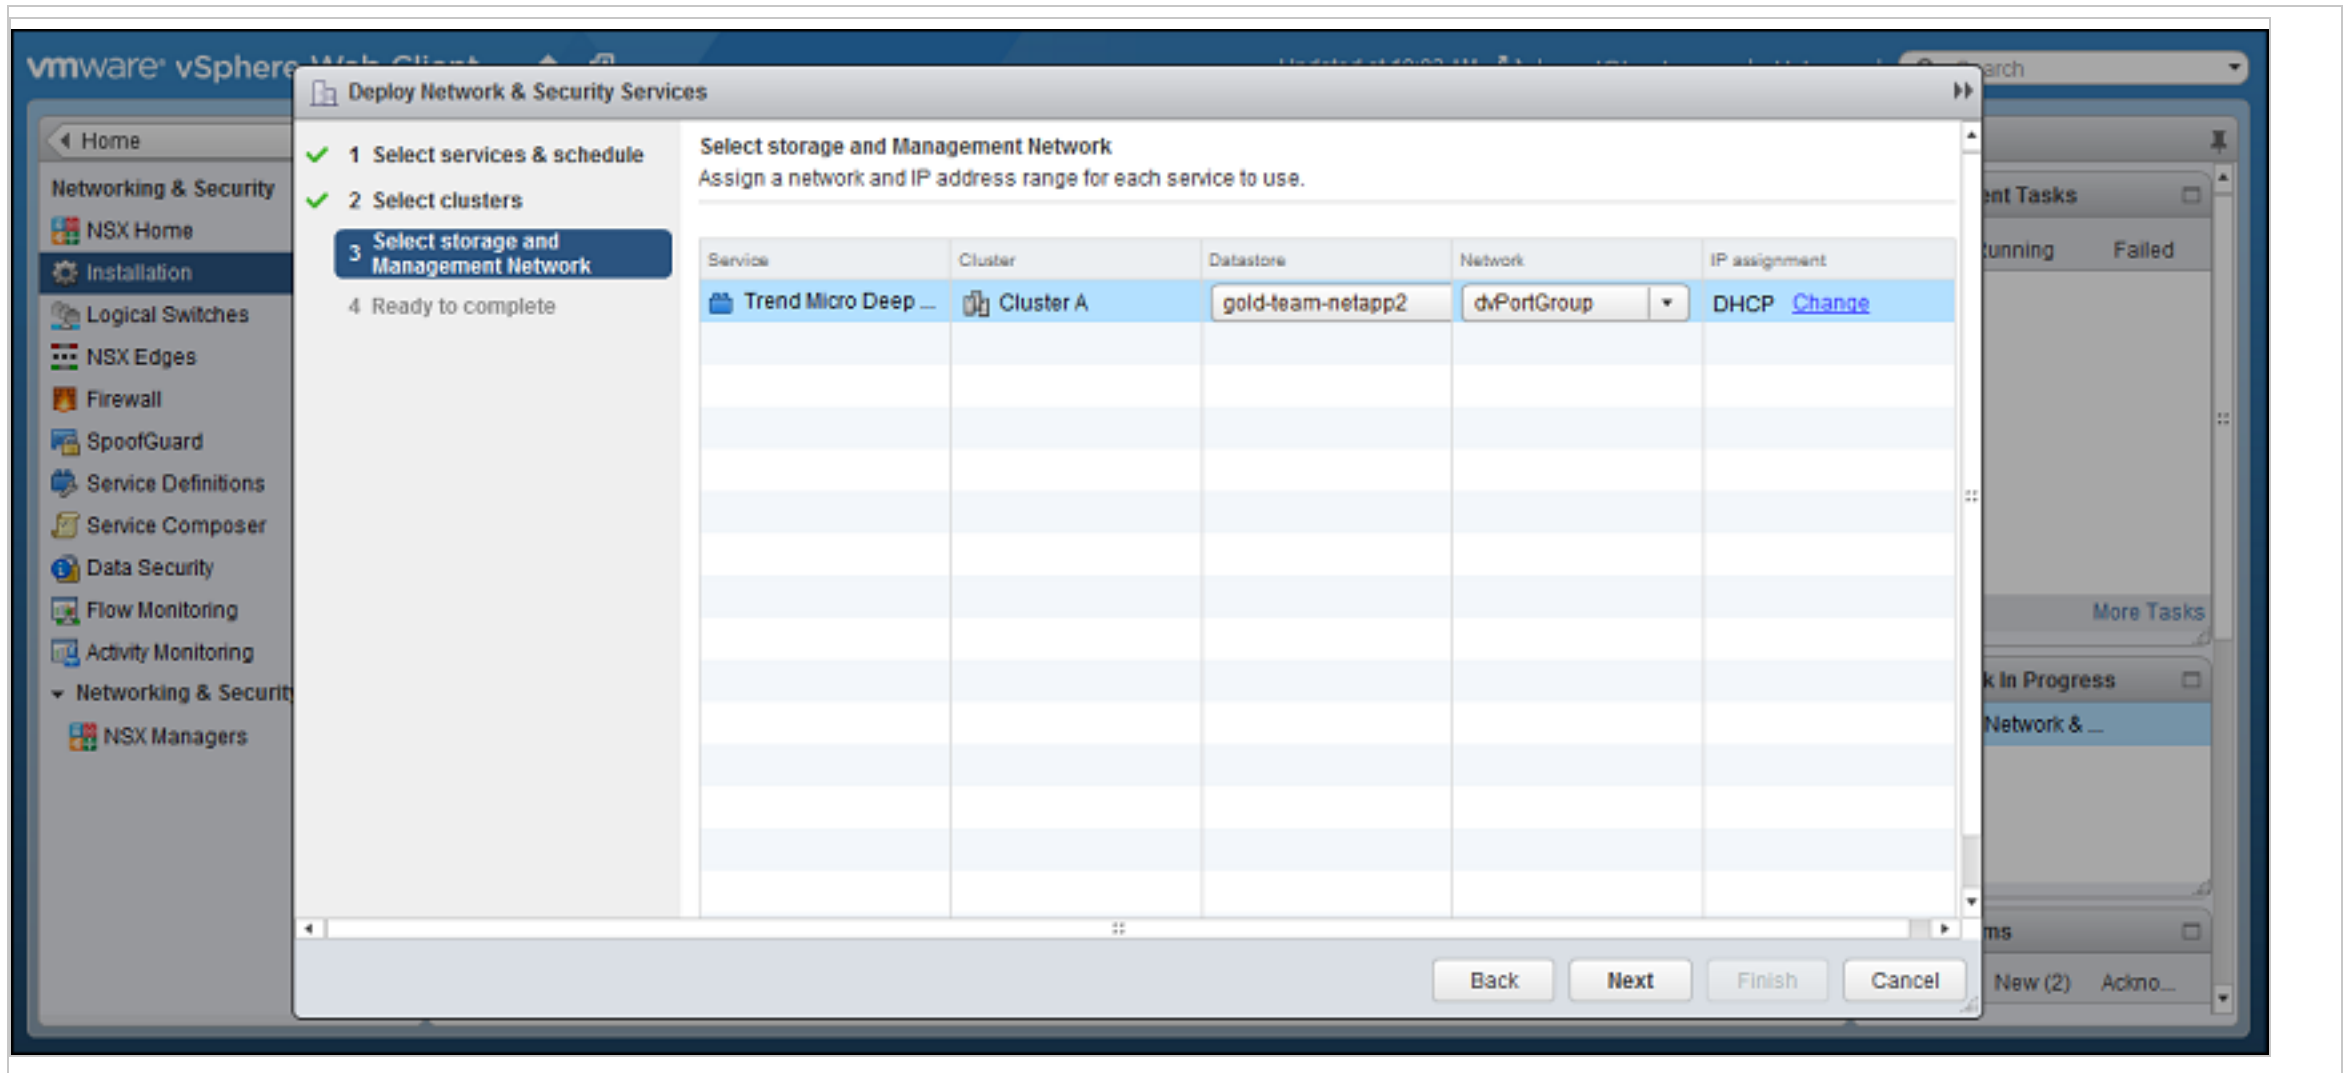 vmware® vSphere Web Client
Search
Home
Networking & Security
NSX Home
Installation
Logical Switches
NSX Edges
Firewall
SpoofGuard
Service Definitions
Service Composer
Data Security
Flow Monitoring
Activity Monitoring
Networking & Security
NSX Managers
Deploy Network & Security Services
1 Select services & schedule
2 Select clusters
3 Select storage and
Management Network
4 Ready to complete
Select storage and Management Network
Assign a network and IP address range for each service to use.
Service Cluster Datastore Network IP assignment
Trend Micro Deep ... Cluster A gold-team-netapp2 dvPortGroup DHCP Change
Back Next Finish Cancel
ent Tasks
unning Failed
More Tasks
k In Progress
Network & ...
ms
New (2) Ackno...